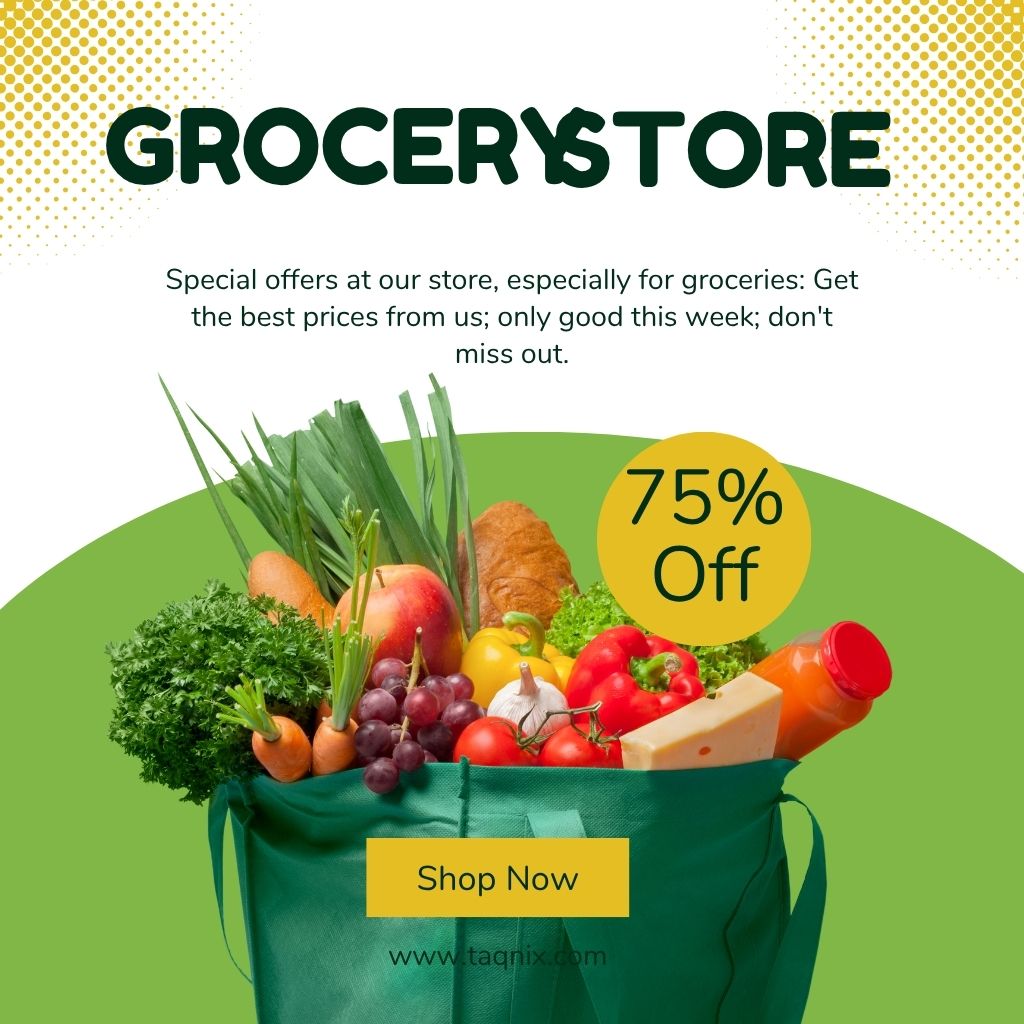 GROCERY STORE
Special offers at our store, especially for groceries: Get
the best prices from us; only good this week; don't
miss out.
75%
Off
Shop Now
www.taqnix.com